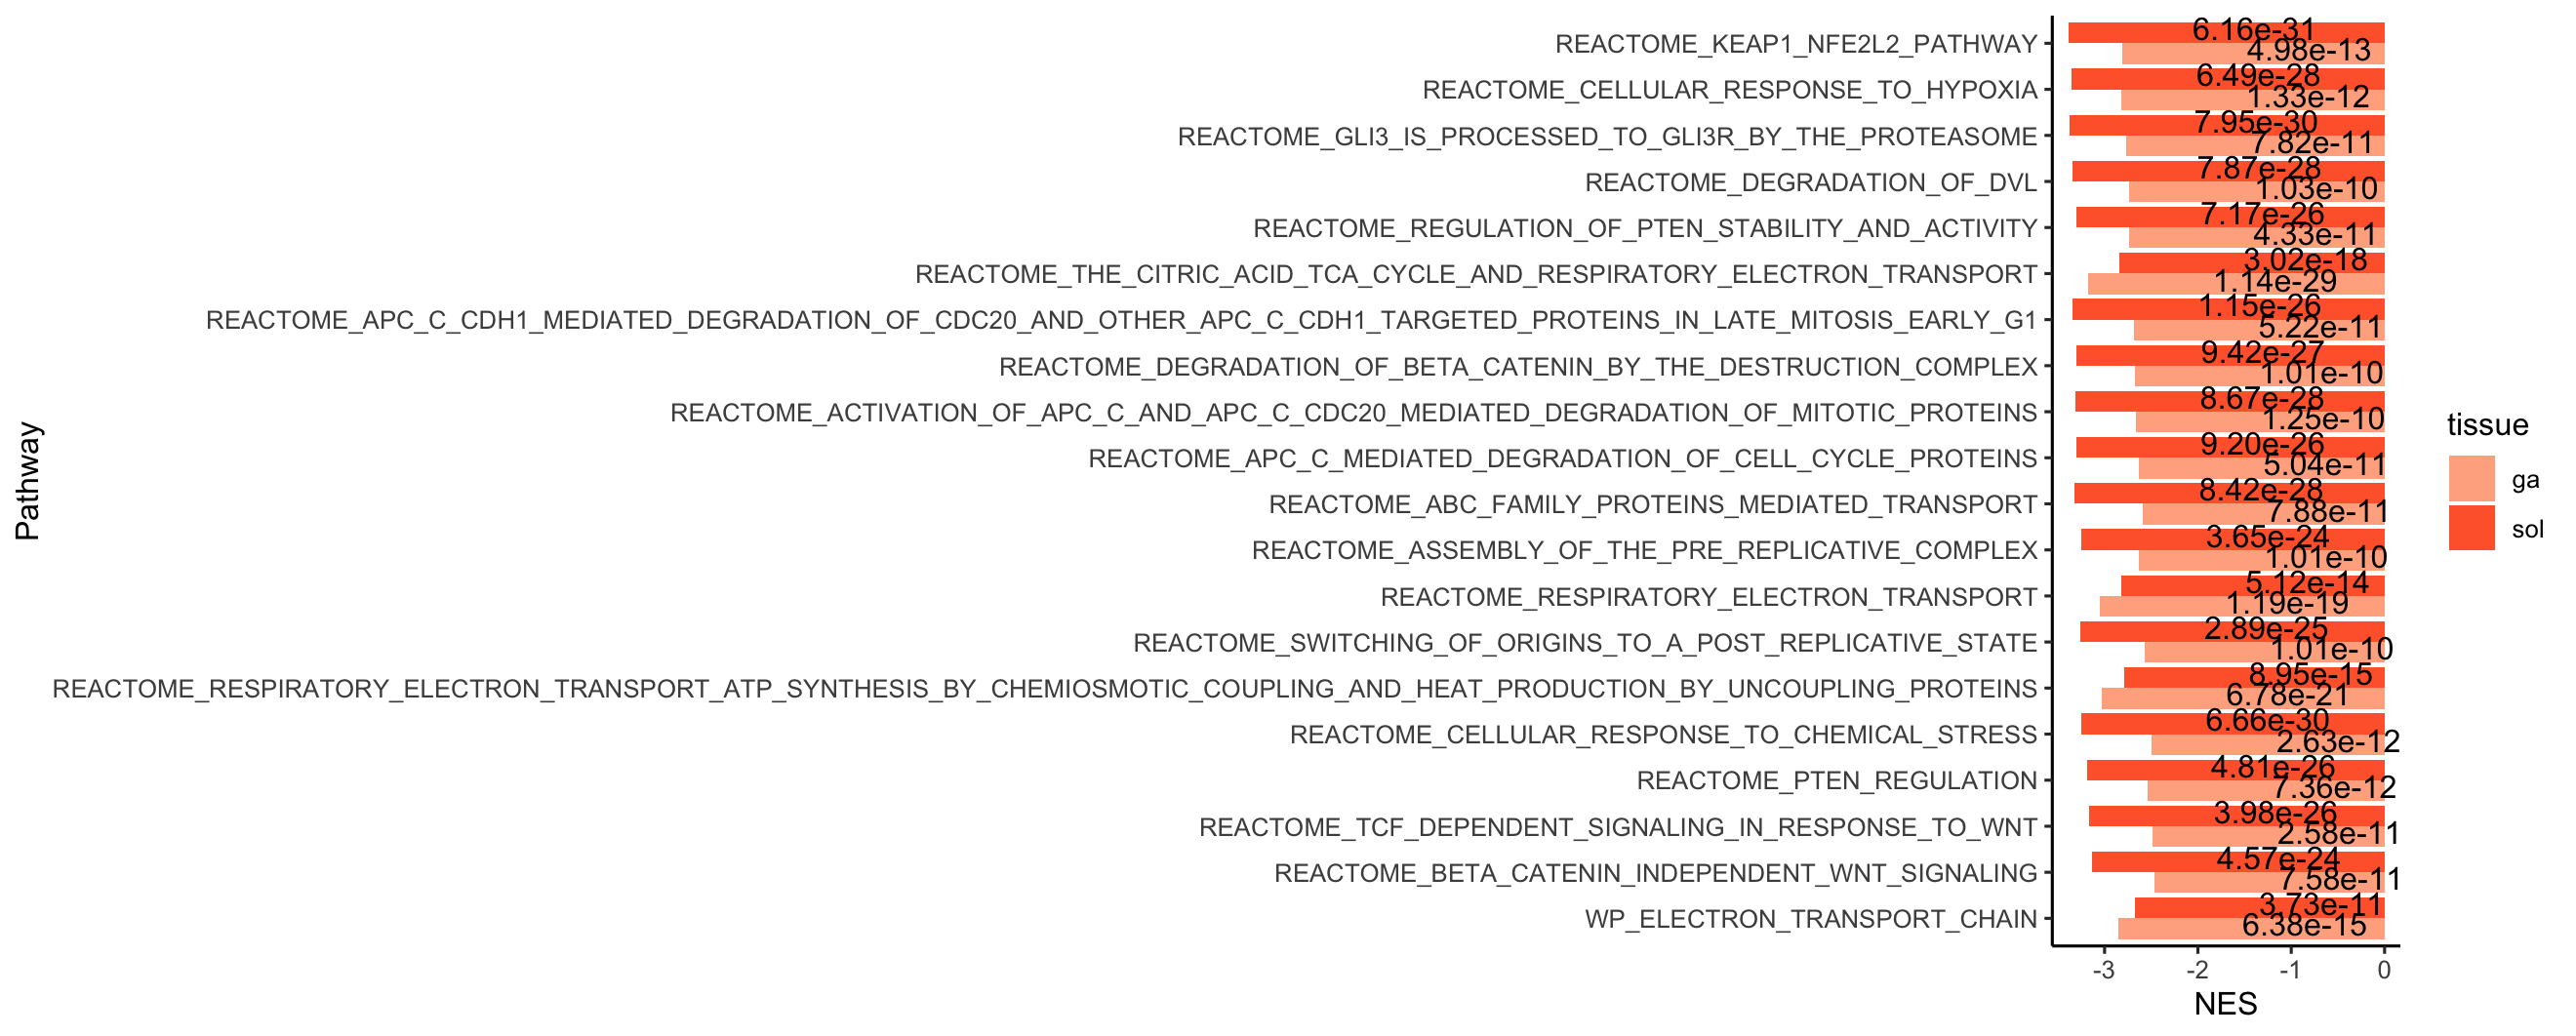 Pathway
REACTOME_KEAP1_NFE2L2_PATHWAY
6.16e-31
4.98e-13
REACTOME_CELLULAR_RESPONSE_TO_HYPOXIA
6.49e-28
1.33e-12
REACTOME_GLI3_IS_PROCESSED_TO_GLI3R_BY_THE_PROTEASOME
7.95e-30
7.82e-11
REACTOME_DEGRADATION_OF_DVL
7.87e-28
1.03e-10
REACTOME_REGULATION_OF_PTEN_STABILITY_AND_ACTIVITY
7.17e-26
4.33e-11
REACTOME_THE_CITRIC_ACID_TCA_CYCLE_AND_RESPIRATORY_ELECTRON_TRANSPORT
3.02e-18
1.14e-29
REACTOME_APC_C_CDH1_MEDIATED_DEGRADATION_OF_CDC20_AND_OTHER_APC_C_CDH1_TARGETED_PROTEINS_IN_LATE_MITOSIS_EARLY_G1
1.15e-26
5.22e-11
REACTOME_DEGRADATION_OF_BETA_CATENIN_BY_THE_DESTRUCTION_COMPLEX
9.42e-27
1.01e-10
REACTOME_ACTIVATION_OF_APC_C_AND_APC_C_CDC20_MEDIATED_DEGRADATION_OF_MITOTIC_PROTEINS
8.67e-28
1.25e-10
REACTOME_APC_C_MEDIATED_DEGRADATION_OF_CELL_CYCLE_PROTEINS
9.20e-26
5.04e-11
REACTOME_ABC_FAMILY_PROTEINS_MEDIATED_TRANSPORT
8.42e-28
7.88e-11
REACTOME_ASSEMBLY_OF_THE_PRE_REPLICATIVE_COMPLEX
3.65e-24
1.01e-10
REACTOME_RESPIRATORY_ELECTRON_TRANSPORT
5.12e-14
1.19e-19
REACTOME_SWITCHING_OF_ORIGINS_TO_A_POST_REPLICATIVE_STATE
2.89e-25
1.01e-10
REACTOME_RESPIRATORY_ELECTRON_TRANSPORT_ATP_SYNTHESIS_BY_CHEMIOSMOTIC_COUPLING_AND_HEAT_PRODUCTION_BY_UNCOUPLING_PROTEINS
8.95e-15
6.78e-21
REACTOME_CELLULAR_RESPONSE_TO_CHEMICAL_STRESS
6.66e-30
2.63e-12
REACTOME_PTEN_REGULATION
4.81e-26
7.36e-12
REACTOME_TCF_DEPENDENT_SIGNALING_IN_RESPONSE_TO_WNT
3.98e-26
2.58e-11
REACTOME_BETA_CATENIN_INDEPENDENT_WNT_SIGNALING
4.57e-24
7.58e-11
WP_ELECTRON_TRANSPORT_CHAIN
3.73e-11
6.38e-15
-3 -2 -1 0
NES
tissue
ga
sol